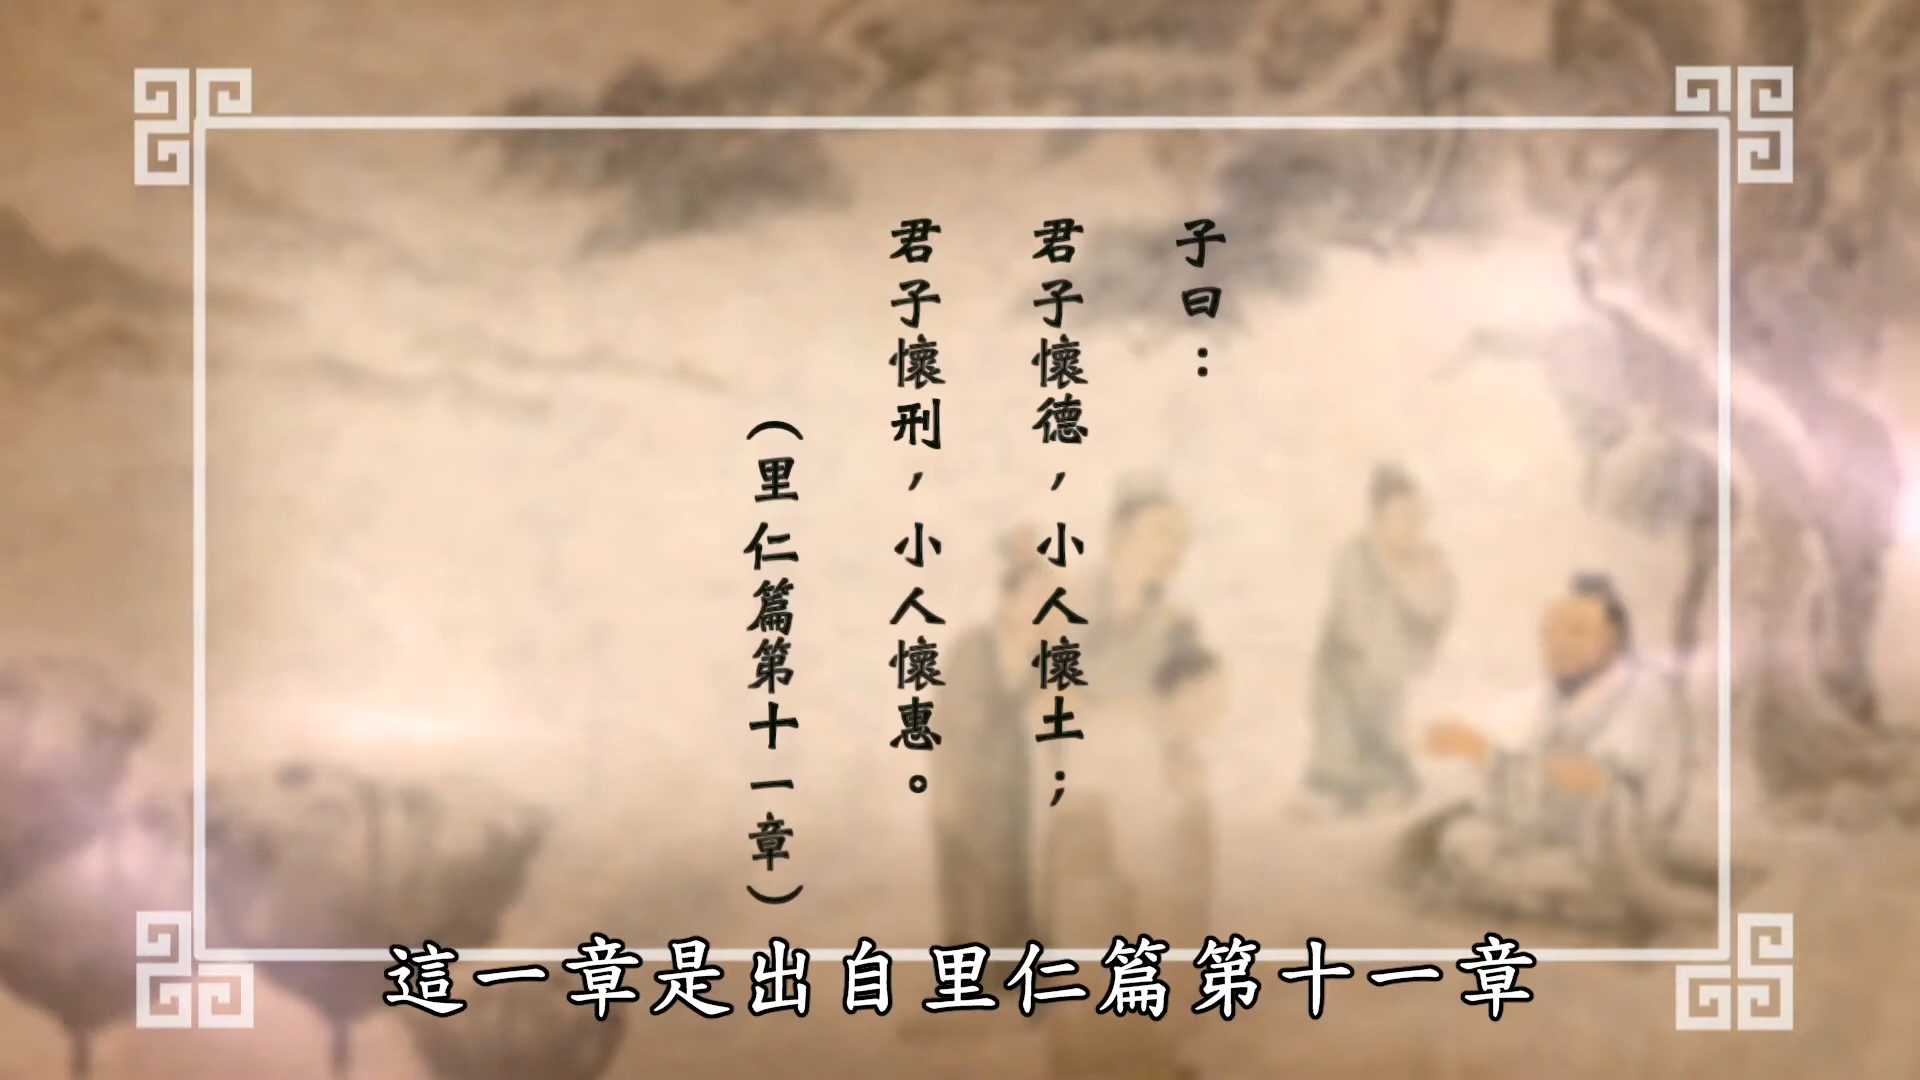 子曰：
君子懷德，小人懷土；
君子懷刑，小人懷惠。
（里仁篇第十一章）
這一章是出自里仁篇第十一章